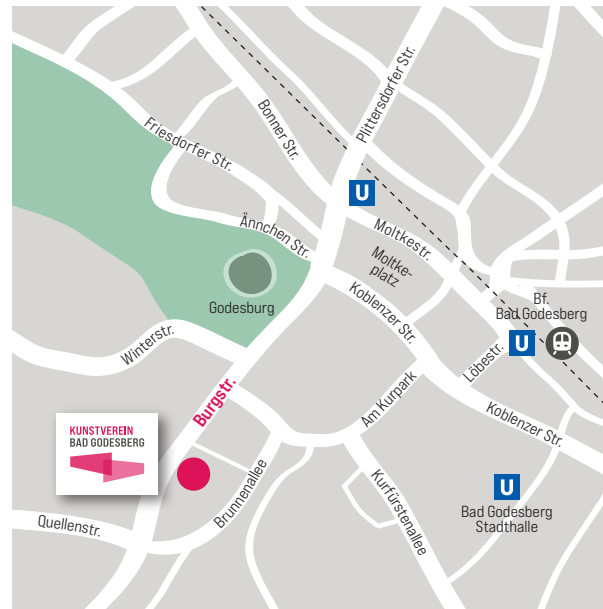 Plittersdorfer Str.
Bonner Str.
Friesdorfer Str.
U
Ännchen Str.
Moltkestr.
Moltke-
platz
Godesburg
Koblenzer Str.
Bf.
Bad Godesberg
U
Winterstr.
Löbestr.
Burgstr.
Am Kurpark
Koblenzer Str.
KUNSTVEREIN
BAD GODESBERG
Brunnenallee
Kurfürstenallee
U
Bad Godesberg
Stadthalle
Quellenstr.